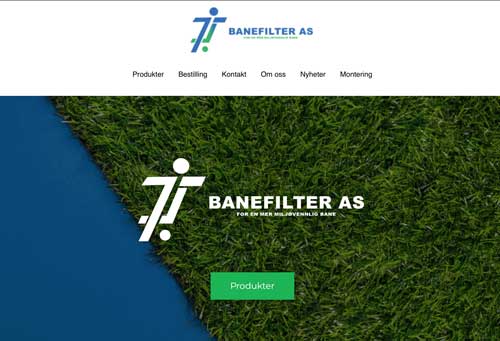 BANEFILTER AS
FOR EN MER MILJØVENNLIG BANE
Produkter Bestilling Kontakt Om oss Nyheter Montering
BANEFILTER AS
FOR EN MER MILJØVENNLIG BANE
Produkter